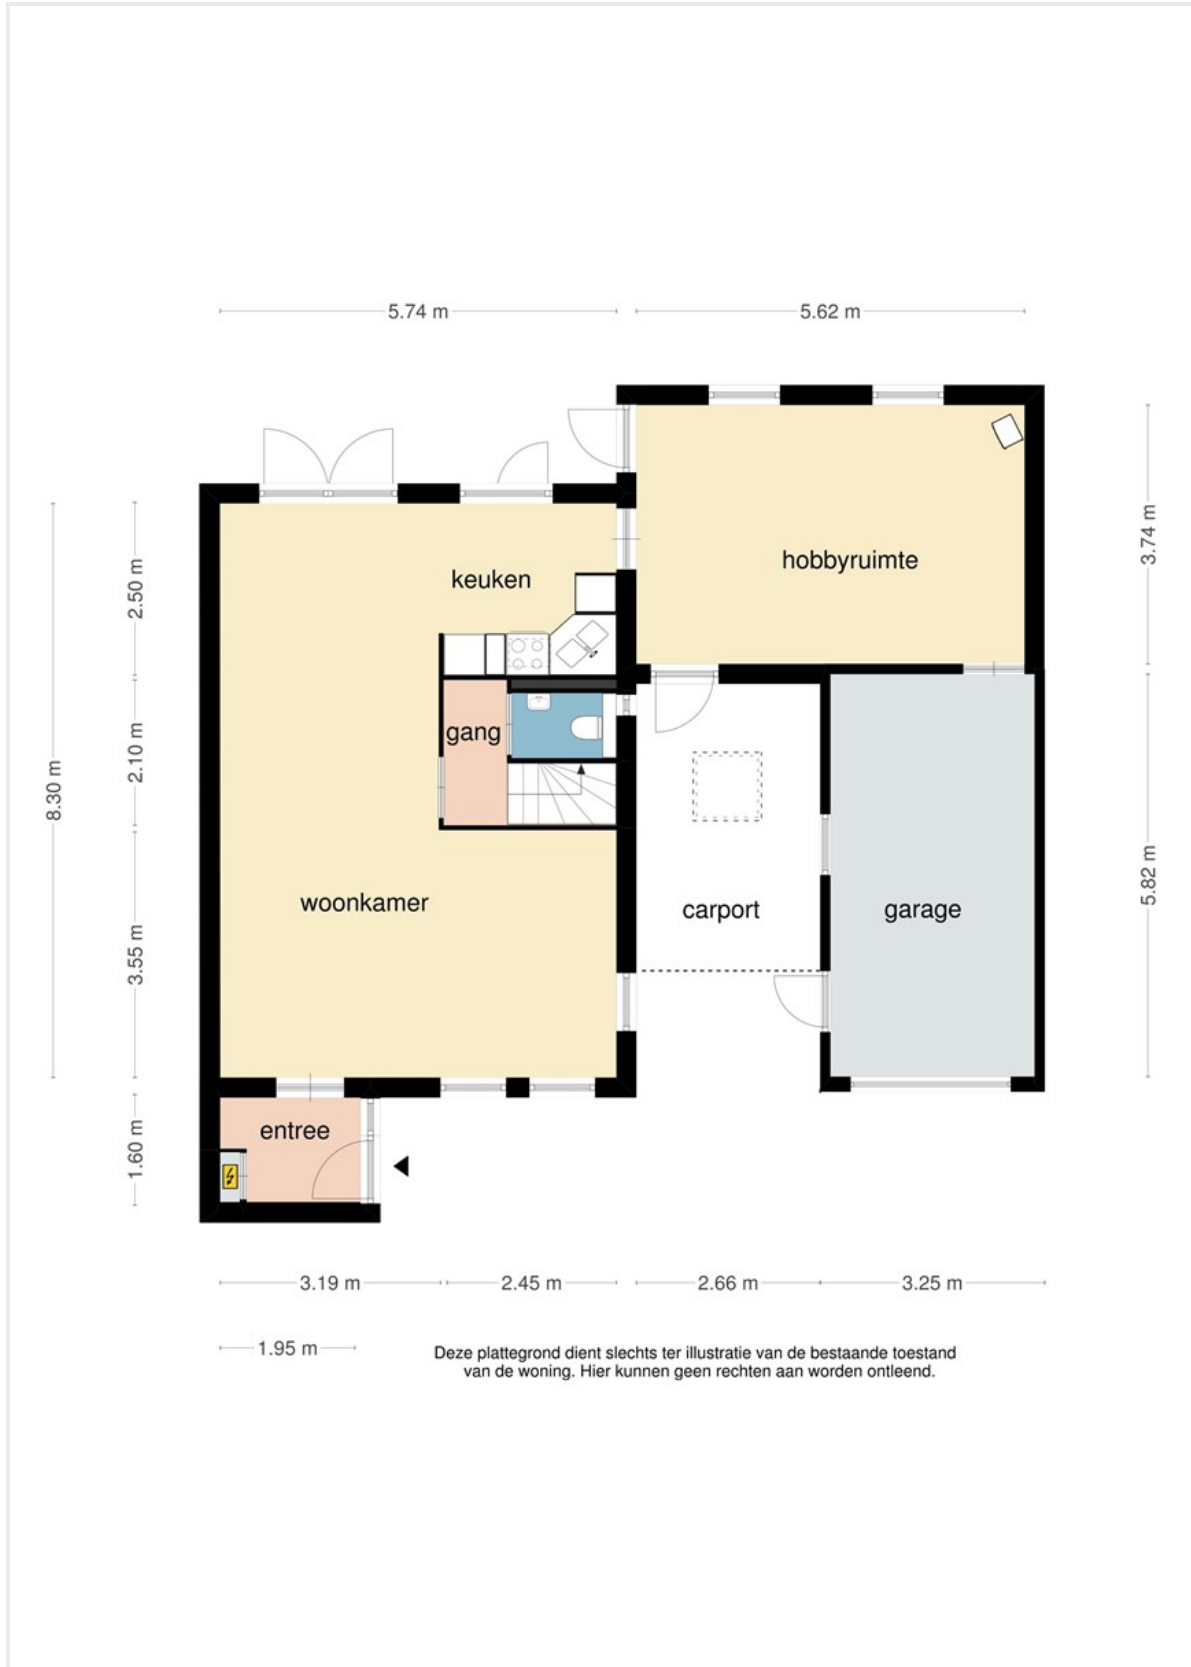 5.74 m
5.62 m
2.50 m
3.74 m
hobbyruimte
keuken
gang
2.10 m
8.30 m
5.82 m
woonkamer
carport
garage
3.55 m
entree
1.60 m
3.19 m
2.45 m
2.66 m
3.25 m
1.95 m
Deze plattegrond dient slechts ter illustratie van de bestaande toestand
van de woning. Hier kunnen geen rechten aan worden ontleend.